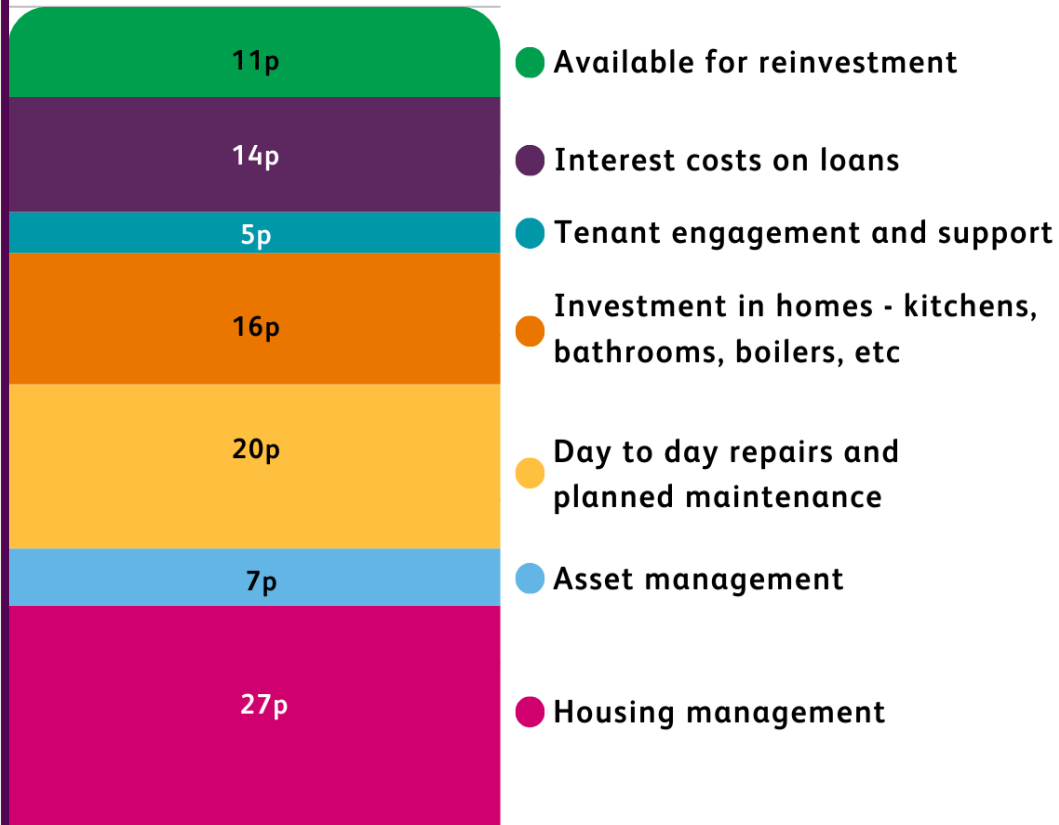 11p
Available for reinvestment
14p
Interest costs on loans
5p
Tenant engagement and support
16p
Investment in homes - kitchens,
bathrooms, boilers, etc
20p
Day to day repairs and
planned maintenance
7p
Asset management
27p
Housing management